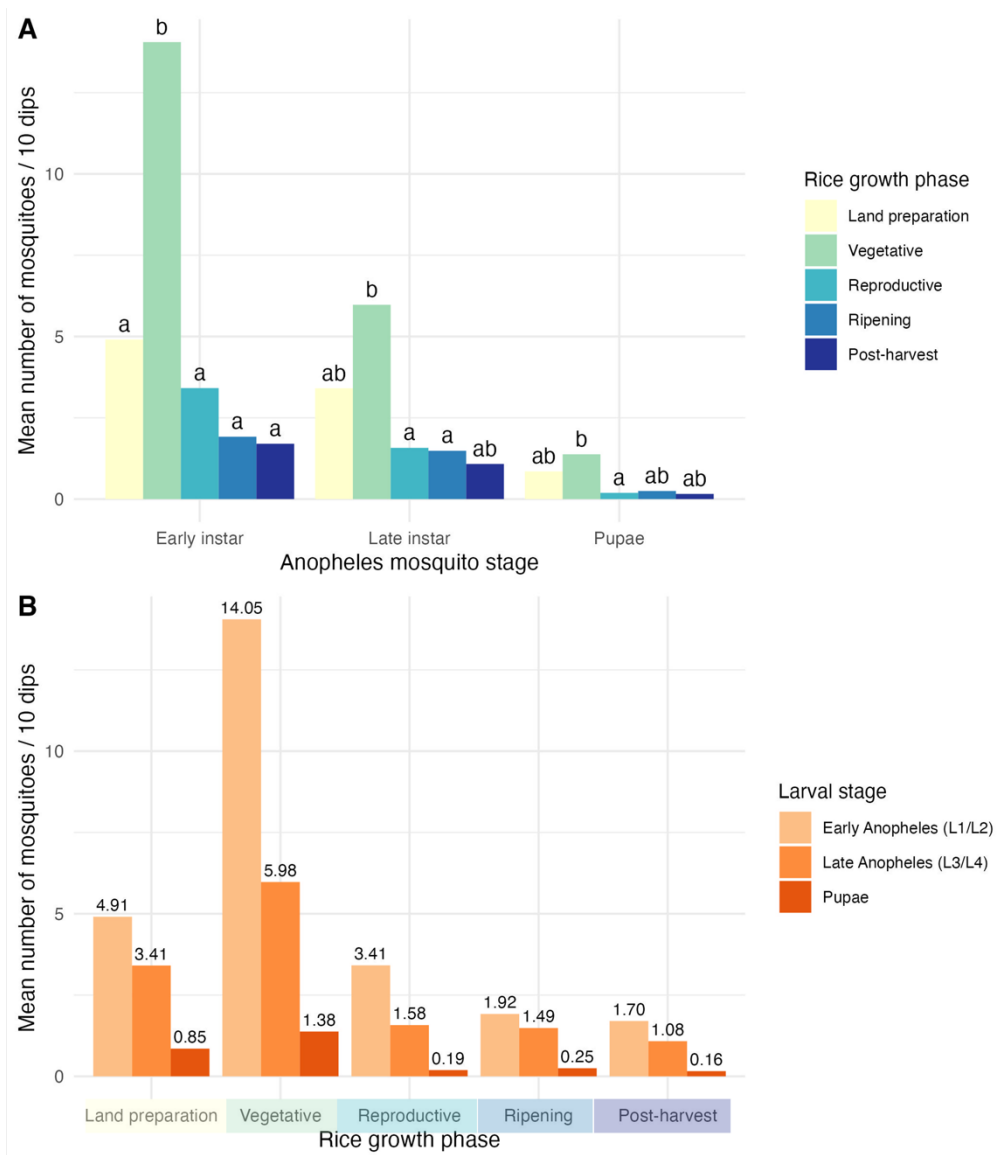 A
Mean number of mosquitoes / 10 dips
10
5
0
b
a
a
a
a
b
ab
a
a
ab
ab
b
a
ab
ab
Early instar
Late instar
Pupae
Anopheles mosquito stage
Rice growth phase
Land preparation
Vegetative
Reproductive
Ripening
Post-harvest
B
Mean number of mosquitoes / 10 dips
10
5
0
14.05
4.91
3.41
0.85
5.98
1.38
3.41
1.58
0.19
1.92
1.49
0.25
1.70
1.08
0.16
Land preparation
Vegetative
Reproductive
Ripening
Post-harvest
Rice growth phase
Larval stage
Early Anopheles (L1/L2)
Late Anopheles (L3/L4)
Pupae